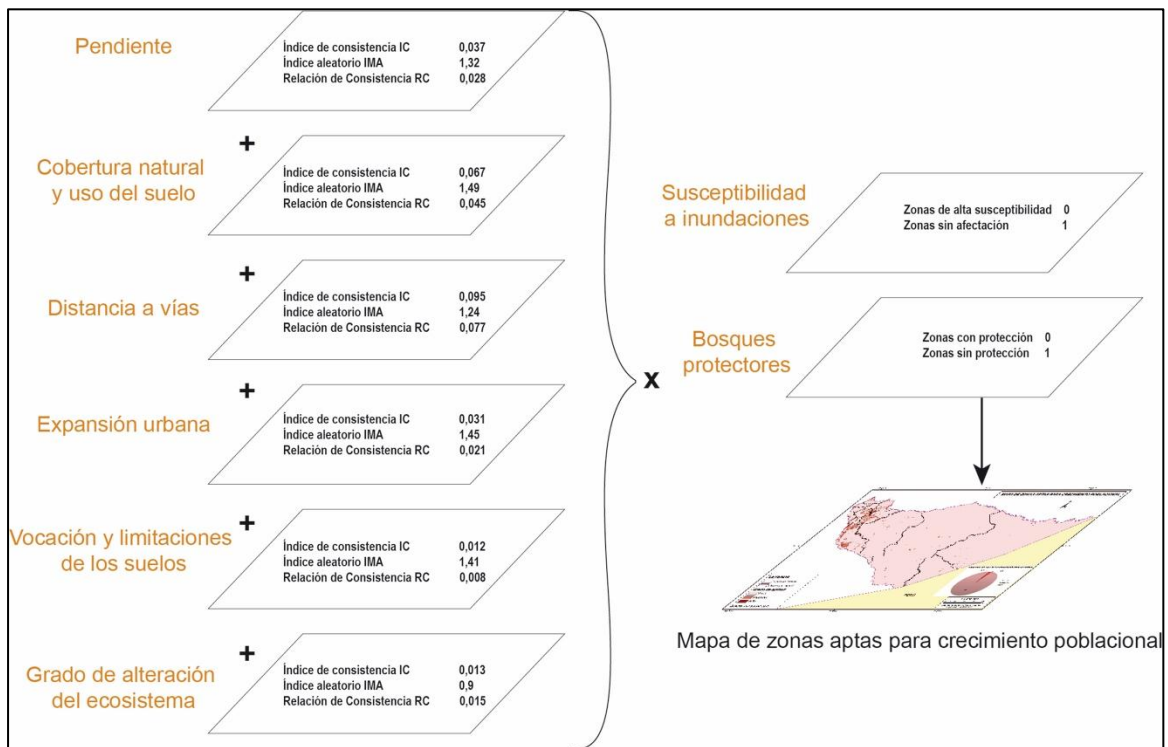 Pendiente
Índice de consistencia IC 0,037
Índice aleatorio IMA 1,32
Relación de Consistencia RC 0,028
+
Cobertura natural
y uso del suelo
Índice de consistencia IC 0,067
Índice aleatorio IMA 1,49
Relación de Consistencia RC 0,045
+
Distancia a vías
Índice de consistencia IC 0,095
Índice aleatorio IMA 1,24
Relación de Consistencia RC 0,077
+
Expansión urbana
Índice de consistencia IC 0,031
Índice aleatorio IMA 1,45
Relación de Consistencia RC 0,021
+
Vocación y limitaciones
de los suelos
Índice de consistencia IC 0,012
Índice aleatorio IMA 1,41
Relación de Consistencia RC 0,008
+
Grado de alteración
del ecosistema
Índice de consistencia IC 0,013
Índice aleatorio IMA 0,9
Relación de Consistencia RC 0,015
x
Susceptibilidad
a inundaciones
Zonas de alta susceptibilidad 0
Zonas sin afectación 1
Bosques
protectores
Zonas con protección 0
Zonas sin protección 1
Mapa de zonas aptas para crecimiento poblacional